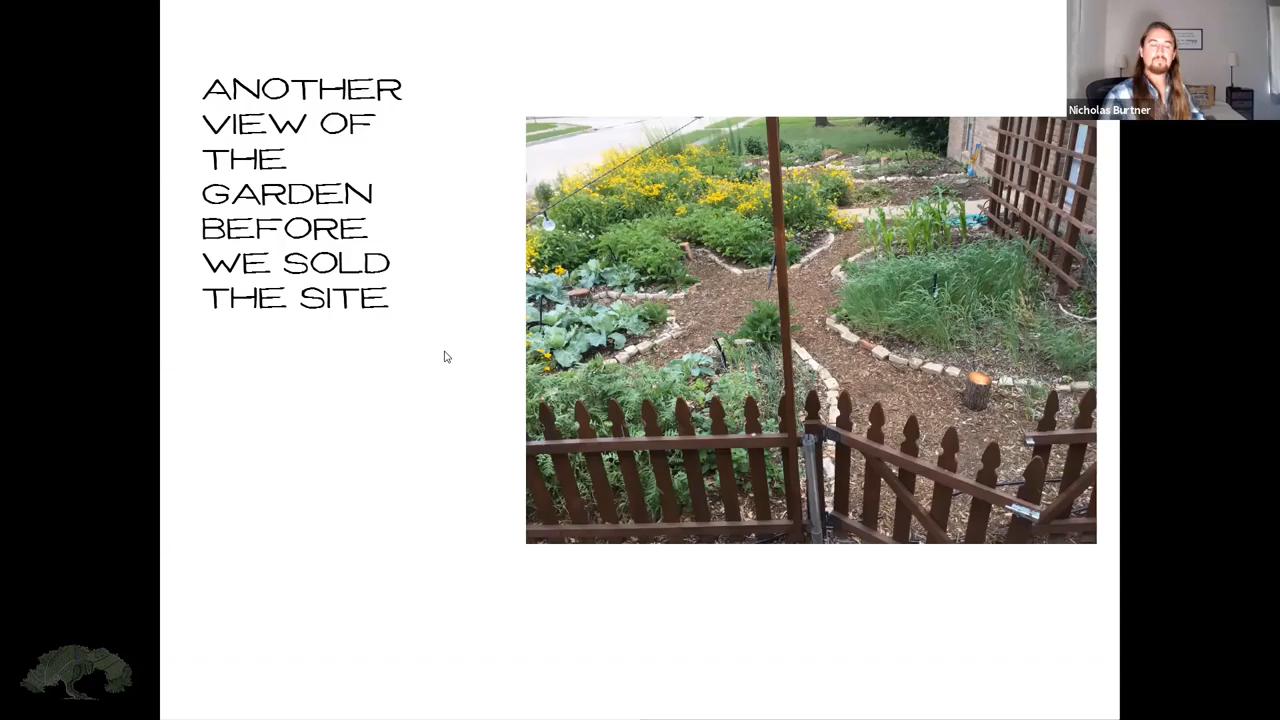 ANOTHER
VIEW OF
THE
GARDEN
BEFORE
WE SOLD
THE SITE
Nicholas Burtner